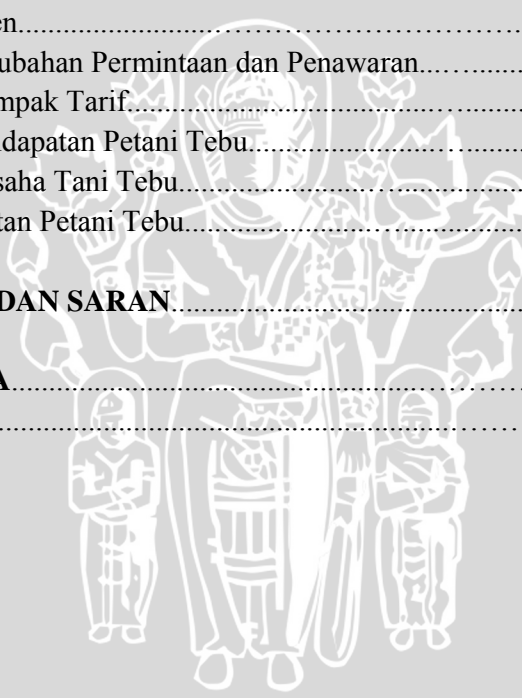 en.............................................................
ubahan Permintaan dan Penawaran....................
mpak Tarif.....................................................
dapatan Petani Tebu.......................................
saha Tani Tebu...............................................
tan Petani Tebu..............................................
DAN SARAN................................................
A...................................................................
....................................................................